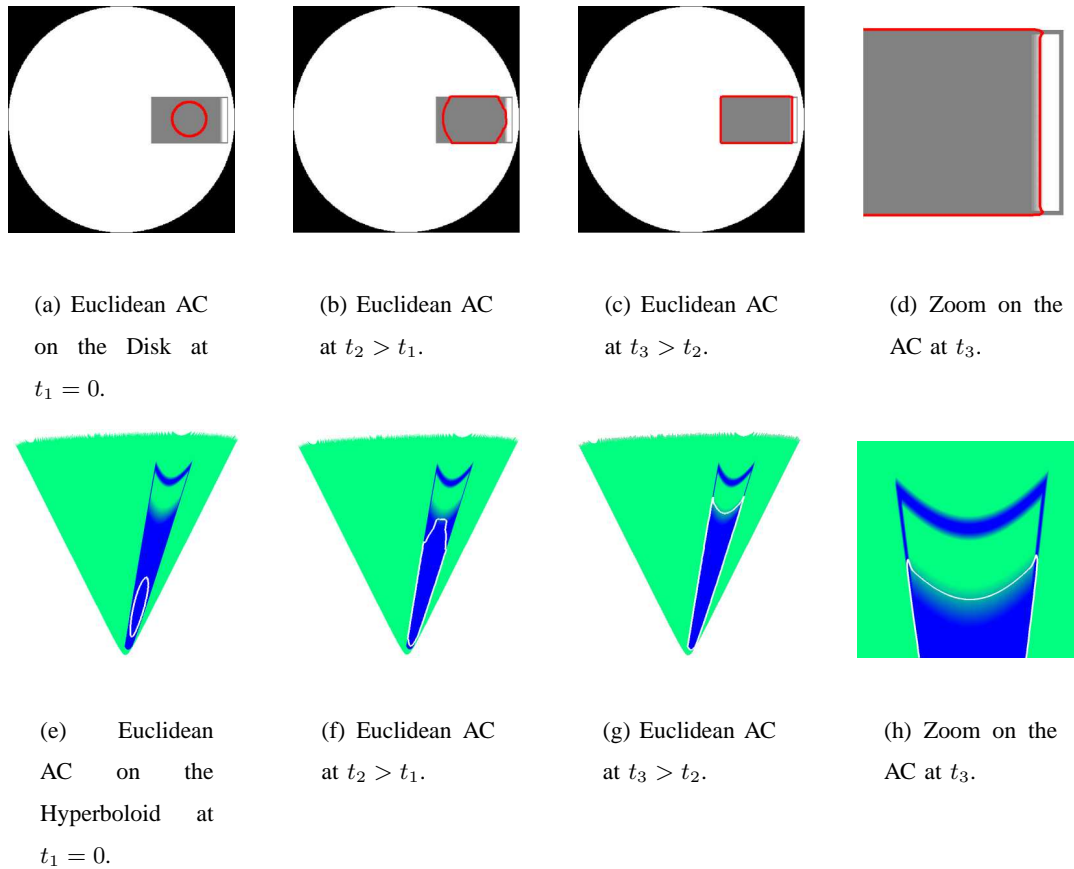 (a) Euclidean AC
on the Disk at
t₁ = 0.
(b) Euclidean AC
at t₂ > t₁.
(c) Euclidean AC
at t₃ > t₂.
(d) Zoom on the
AC at t₃.
(e) Euclidean
AC on the
Hyperboloid at
t₁ = 0.
(f) Euclidean AC
at t₂ > t₁.
(g) Euclidean AC
at t₃ > t₂.
(h) Zoom on the
AC at t₃.